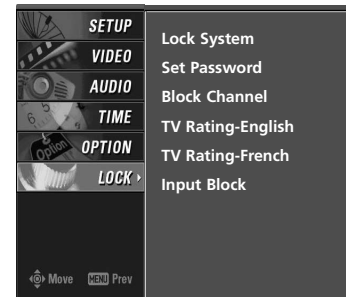 SETUP
VIDEO
AUDIO
TIME
OPTION
LOCK
Move MENU Prev
Lock System
Set Password
Block Channel
TV Rating-English
TV Rating-French
Input Block